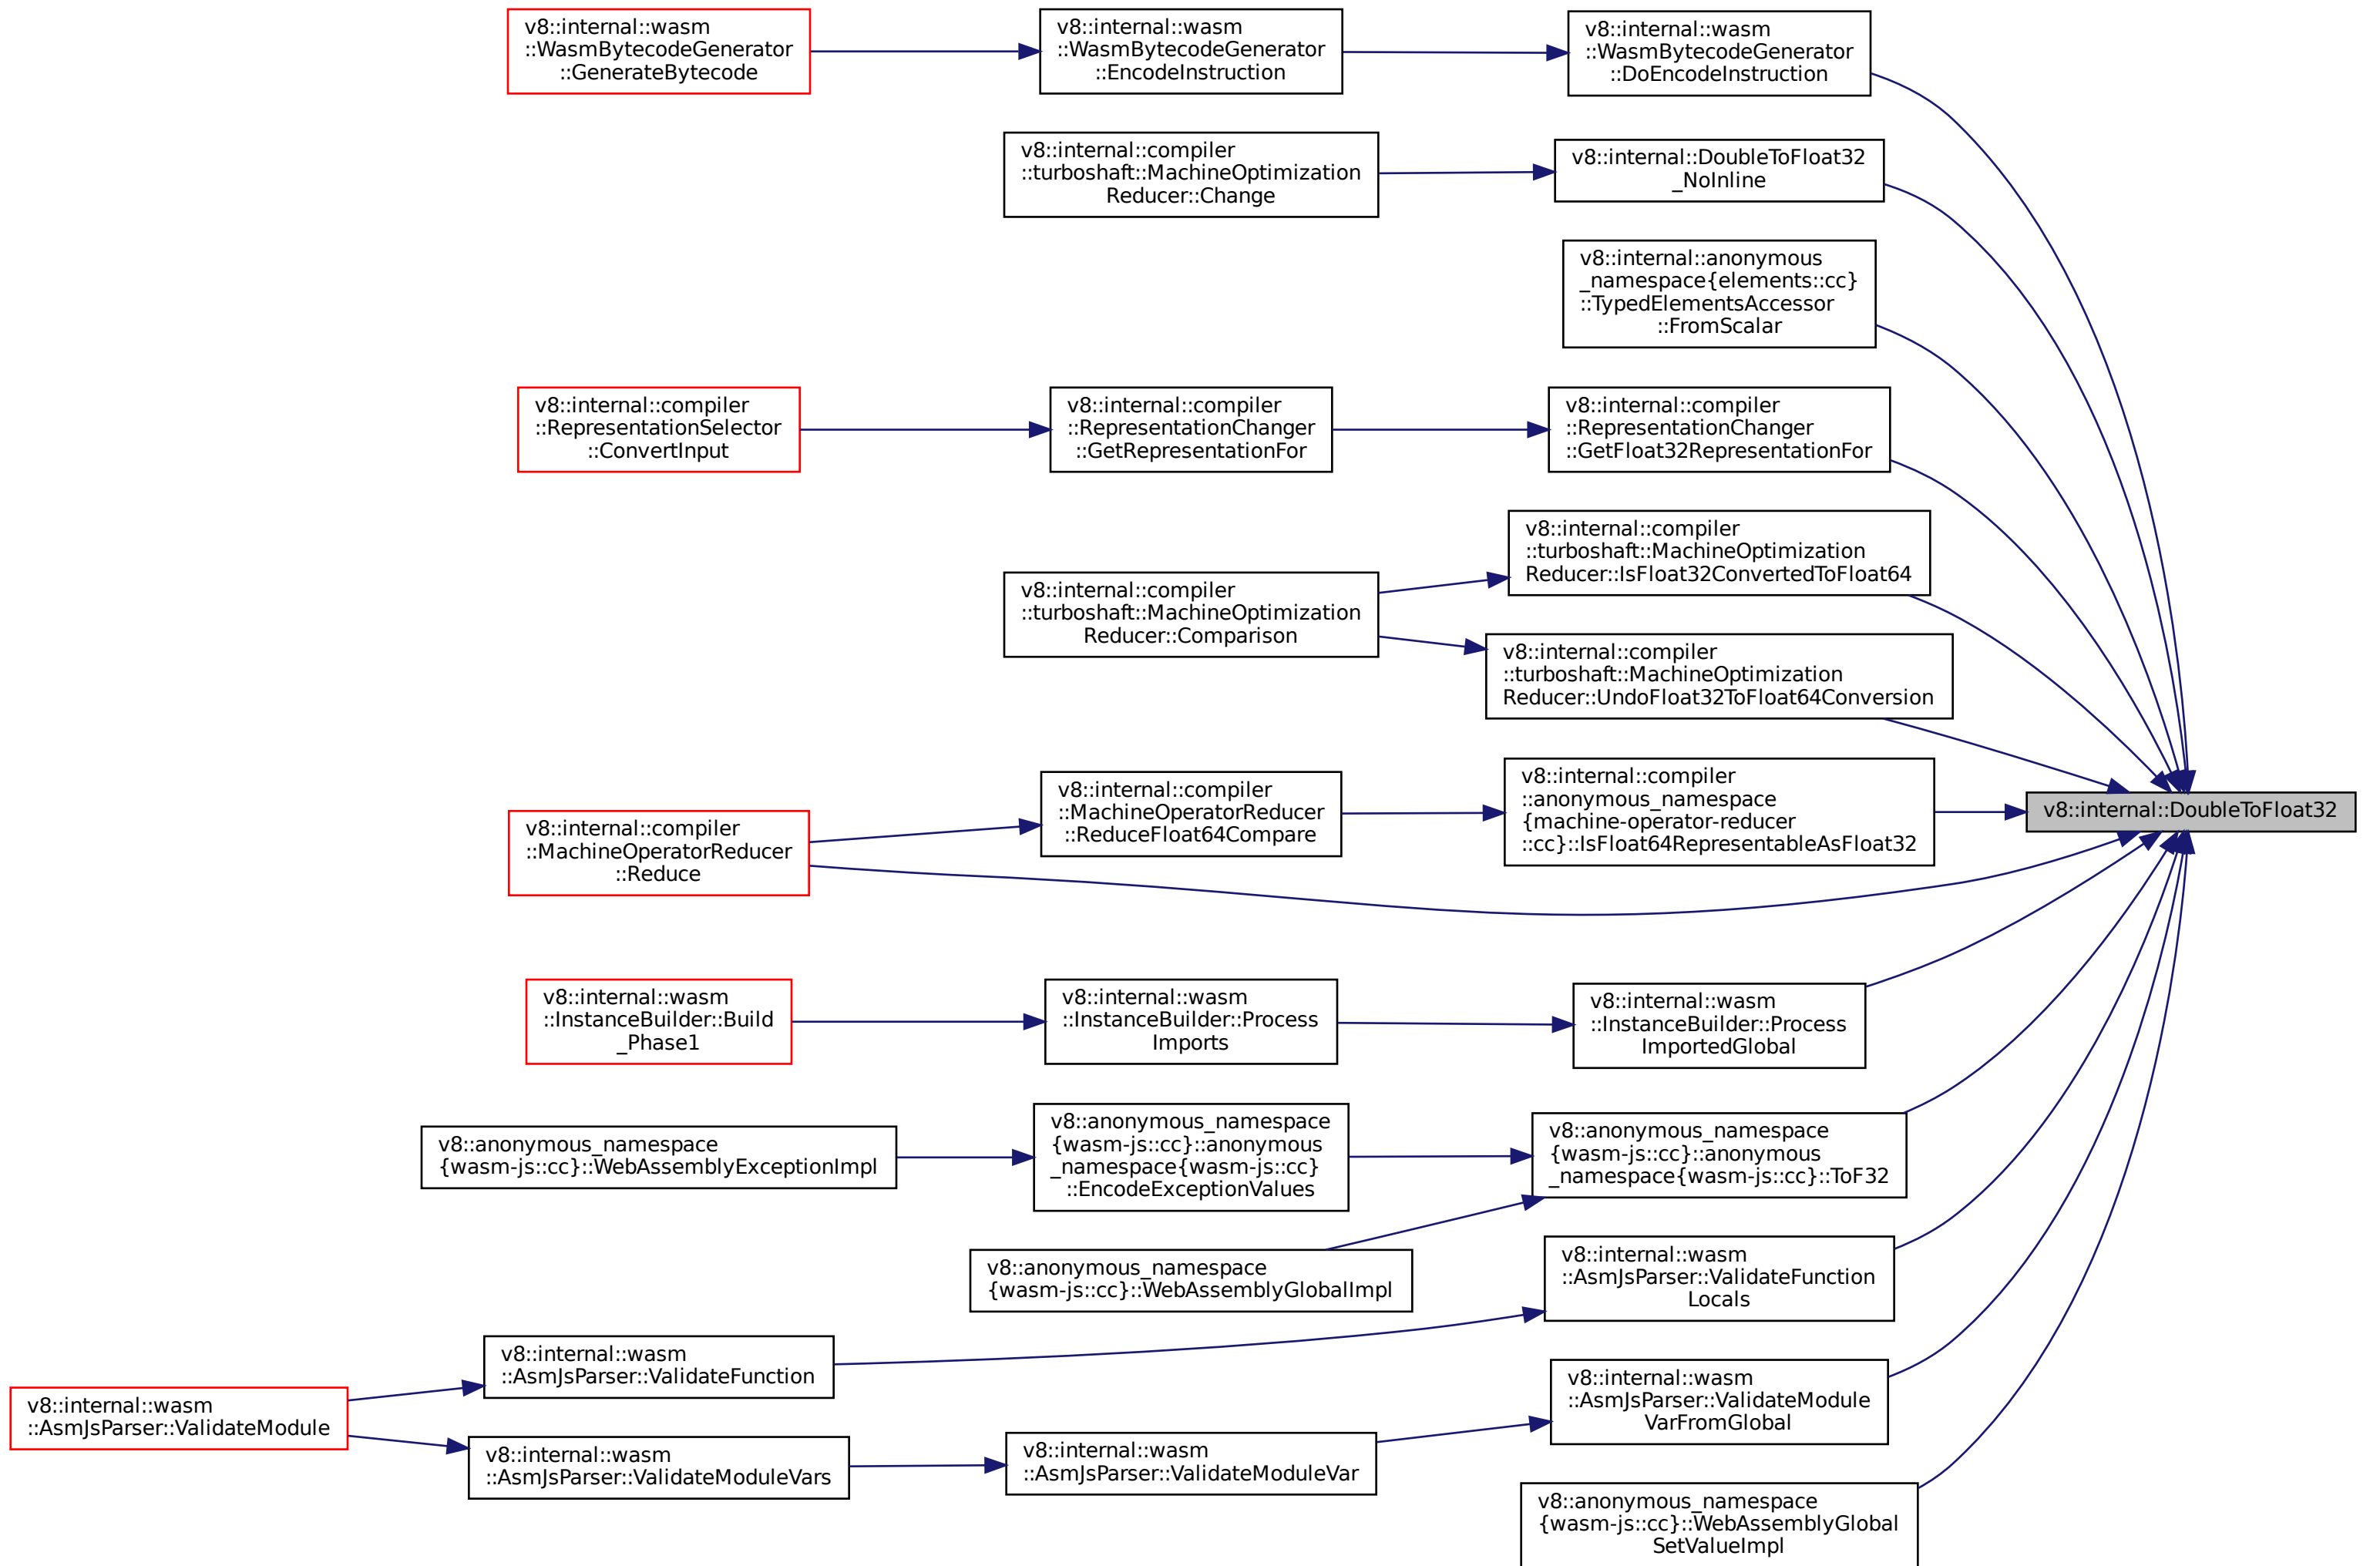 v8::internal::wasm
::WasmBytecodeGenerator
::GenerateBytecode
v8::internal::wasm
::WasmBytecodeGenerator
::EncodeInstruction
v8::internal::wasm
::WasmBytecodeGenerator
::DoEncodeInstruction
v8::internal::compiler
::turboshaft::MachineOptimization
Reducer::Change
v8::internal::DoubleToFloat32
_NoInline
v8::internal::anonymous
_namespace{elements::cc}
::TypedElementsAccessor
::FromScalar
v8::internal::compiler
::RepresentationSelector
::ConvertInput
v8::internal::compiler
::RepresentationChanger
::GetRepresentationFor
v8::internal::compiler
::RepresentationChanger
::GetFloat32RepresentationFor
v8::internal::compiler
::turboshaft::MachineOptimization
Reducer::IsFloat32ConvertedToFloat64
v8::internal::compiler
::turboshaft::MachineOptimization
Reducer::Comparison
v8::internal::compiler
::turboshaft::MachineOptimization
Reducer::UndoFloat32ToFloat64Conversion
v8::internal::compiler
::anonymous_namespace
{machine-operator-reducer
::cc}::IsFloat64RepresentableAsFloat32
v8::internal::compiler
::MachineOperatorReducer
::ReduceFloat64Compare
v8::internal::compiler
::MachineOperatorReducer
::Reduce
v8::internal::DoubleToFloat32
v8::internal::wasm
::InstanceBuilder::Build
_Phase1
v8::internal::wasm
::InstanceBuilder::Process
Imports
v8::internal::wasm
::InstanceBuilder::Process
ImportedGlobal
v8::anonymous_namespace
{wasm-js::cc}::WebAssemblyExceptionImpl
v8::anonymous_namespace
{wasm-js::cc}::anonymous
_namespace{wasm-js::cc}
::EncodeExceptionValues
v8::anonymous_namespace
{wasm-js::cc}::anonymous
_namespace{wasm-js::cc}::ToF32
v8::anonymous_namespace
{wasm-js::cc}::WebAssemblyGlobalImpl
v8::internal::wasm
::AsmJsParser::ValidateFunction
Locals
v8::internal::wasm
::AsmJsParser::ValidateFunction
v8::internal::wasm
::AsmJsParser::ValidateModule
VarFromGlobal
v8::internal::wasm
::AsmJsParser::ValidateModule
v8::internal::wasm
::AsmJsParser::ValidateModuleVars
v8::internal::wasm
::AsmJsParser::ValidateModuleVar
v8::anonymous_namespace
{wasm-js::cc}::WebAssemblyGlobal
SetValueImpl